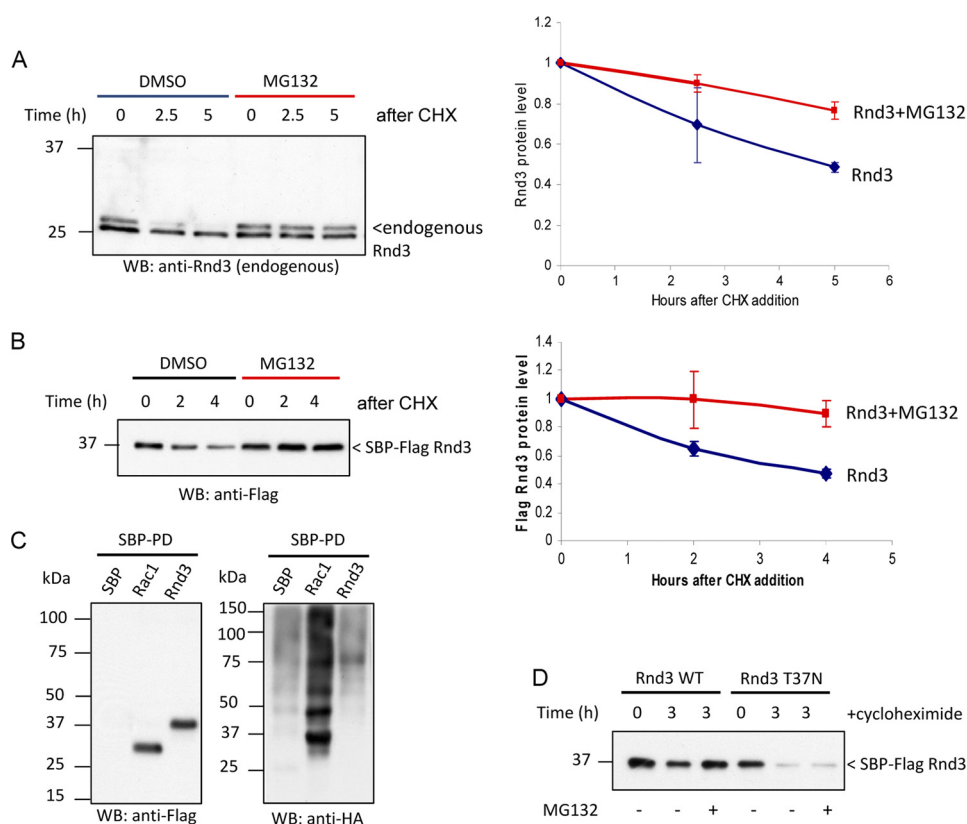 A
DMSO MG132
Time (h) 0 2.5 5 0 2.5 5 after CHX
37
25
<endogenous
Rnd3
WB: anti-Rnd3 (endogenous)
Rnd3 protein level
1.2
1
0.8
0.6
0.4
0.2
0
0 1 2 3 4 5 6
Hours after CHX addition
Rnd3+MG132
Rnd3
B
DMSO MG132
Time (h) 0 2 4 0 2 4 after CHX
37
< SBP-Flag Rnd3
WB: anti-Flag
Flag Rnd3 protein level
1.4
1.2
1
0.8
0.6
0.4
0.2
0
0 1 2 3 4 5
Hours after CHX addition
Rnd3+MG132
Rnd3
C
SBP-PD
kDa SBP Rac1 Rnd3
100
75
50
37
25
15
WB: anti-Flag
SBP-PD
kDa SBP Rac1 Rnd3
150
100
75
50
37
25
WB: anti-HA
D
Rnd3 WT Rnd3 T37N
Time (h) 0 3 3 0 3 3 +cycloheximide
37
< SBP-Flag Rnd3
MG132 - - + - - +